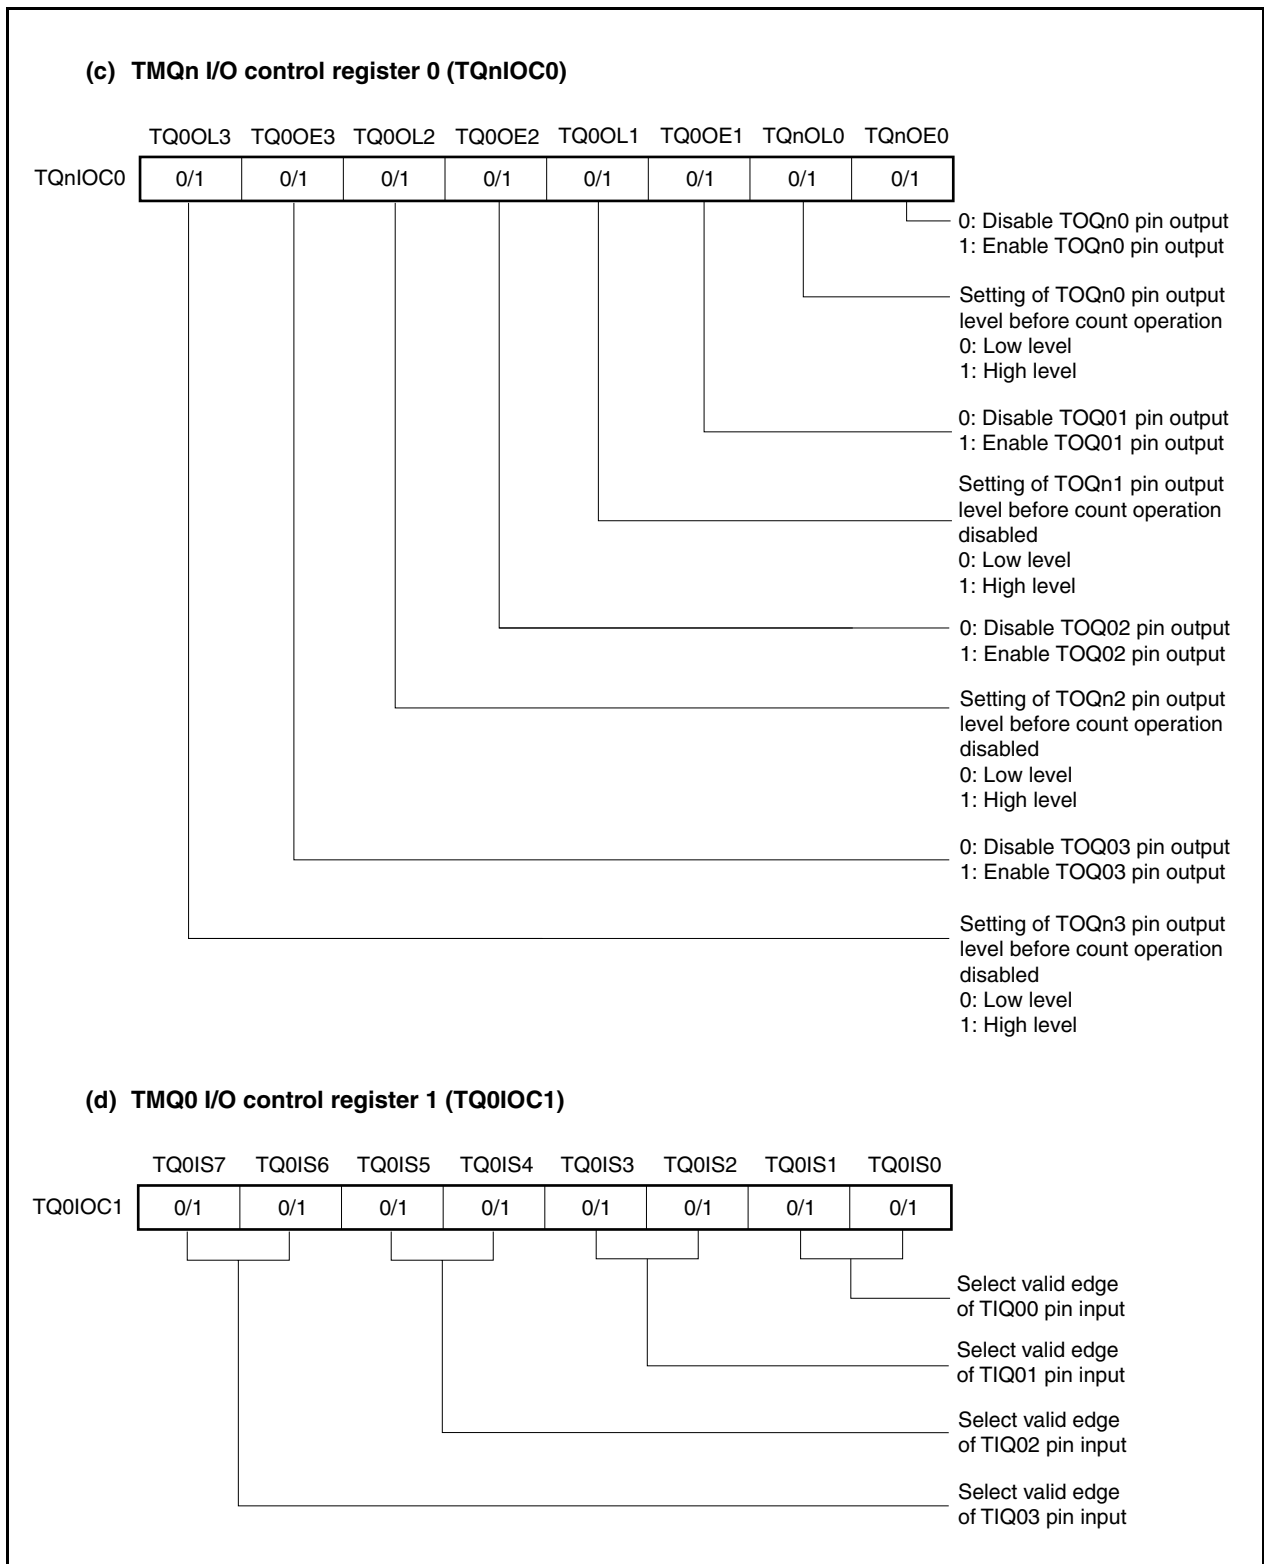 (c) TMQn I/O control register 0 (TQnIOC0)
TQ0OL3 TQ0OE3 TQ0OL2 TQ0OE2 TQ0OL1 TQ0OE1 TQnOL0 TQnOE0
TQnIOC0 0/1 0/1 0/1 0/1 0/1 0/1 0/1 0/1
0: Disable TOQn0 pin output
1: Enable TOQn0 pin output
Setting of TOQn0 pin output
level before count operation
0: Low level
1: High level
0: Disable TOQ01 pin output
1: Enable TOQ01 pin output
Setting of TOQn1 pin output
level before count operation
disabled
0: Low level
1: High level
0: Disable TOQ02 pin output
1: Enable TOQ02 pin output
Setting of TOQn2 pin output
level before count operation
disabled
0: Low level
1: High level
0: Disable TOQ03 pin output
1: Enable TOQ03 pin output
Setting of TOQn3 pin output
level before count operation
disabled
0: Low level
1: High level
(d) TMQ0 I/O control register 1 (TQ0IOC1)
TQ0IS7 TQ0IS6 TQ0IS5 TQ0IS4 TQ0IS3 TQ0IS2 TQ0IS1 TQ0IS0
TQ0IOC1 0/1 0/1 0/1 0/1 0/1 0/1 0/1 0/1
Select valid edge
of TIQ00 pin input
Select valid edge
of TIQ01 pin input
Select valid edge
of TIQ02 pin input
Select valid edge
of TIQ03 pin input